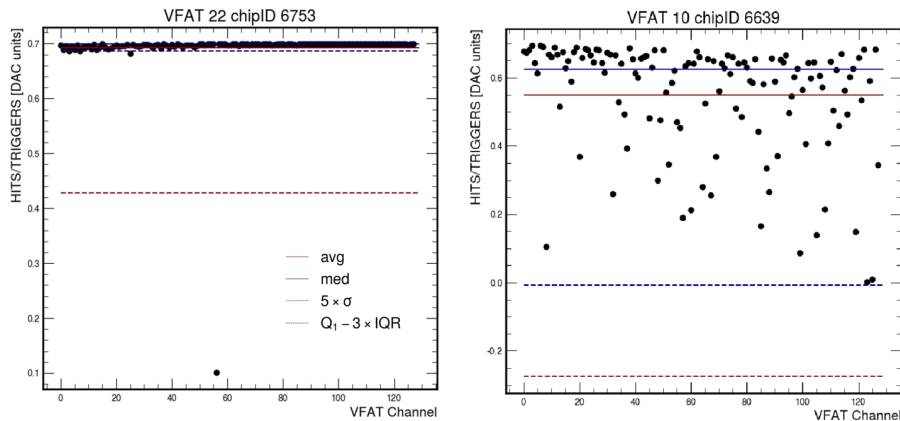 VFAT 22 chipID 6753
HITS/TRIGGERS [DAC units]
0.7
0.6
0.5
0.4
0.3
0.2
0.1
avg
med
5 × σ
Q₁ − 3 × IQR
0 20 40 60 80 100 120
VFAT Channel
VFAT 10 chipID 6639
HITS/TRIGGERS [DAC units]
0.6
0.4
0.2
0.0
-0.2
0 20 40 60 80 100 120
VFAT Channel